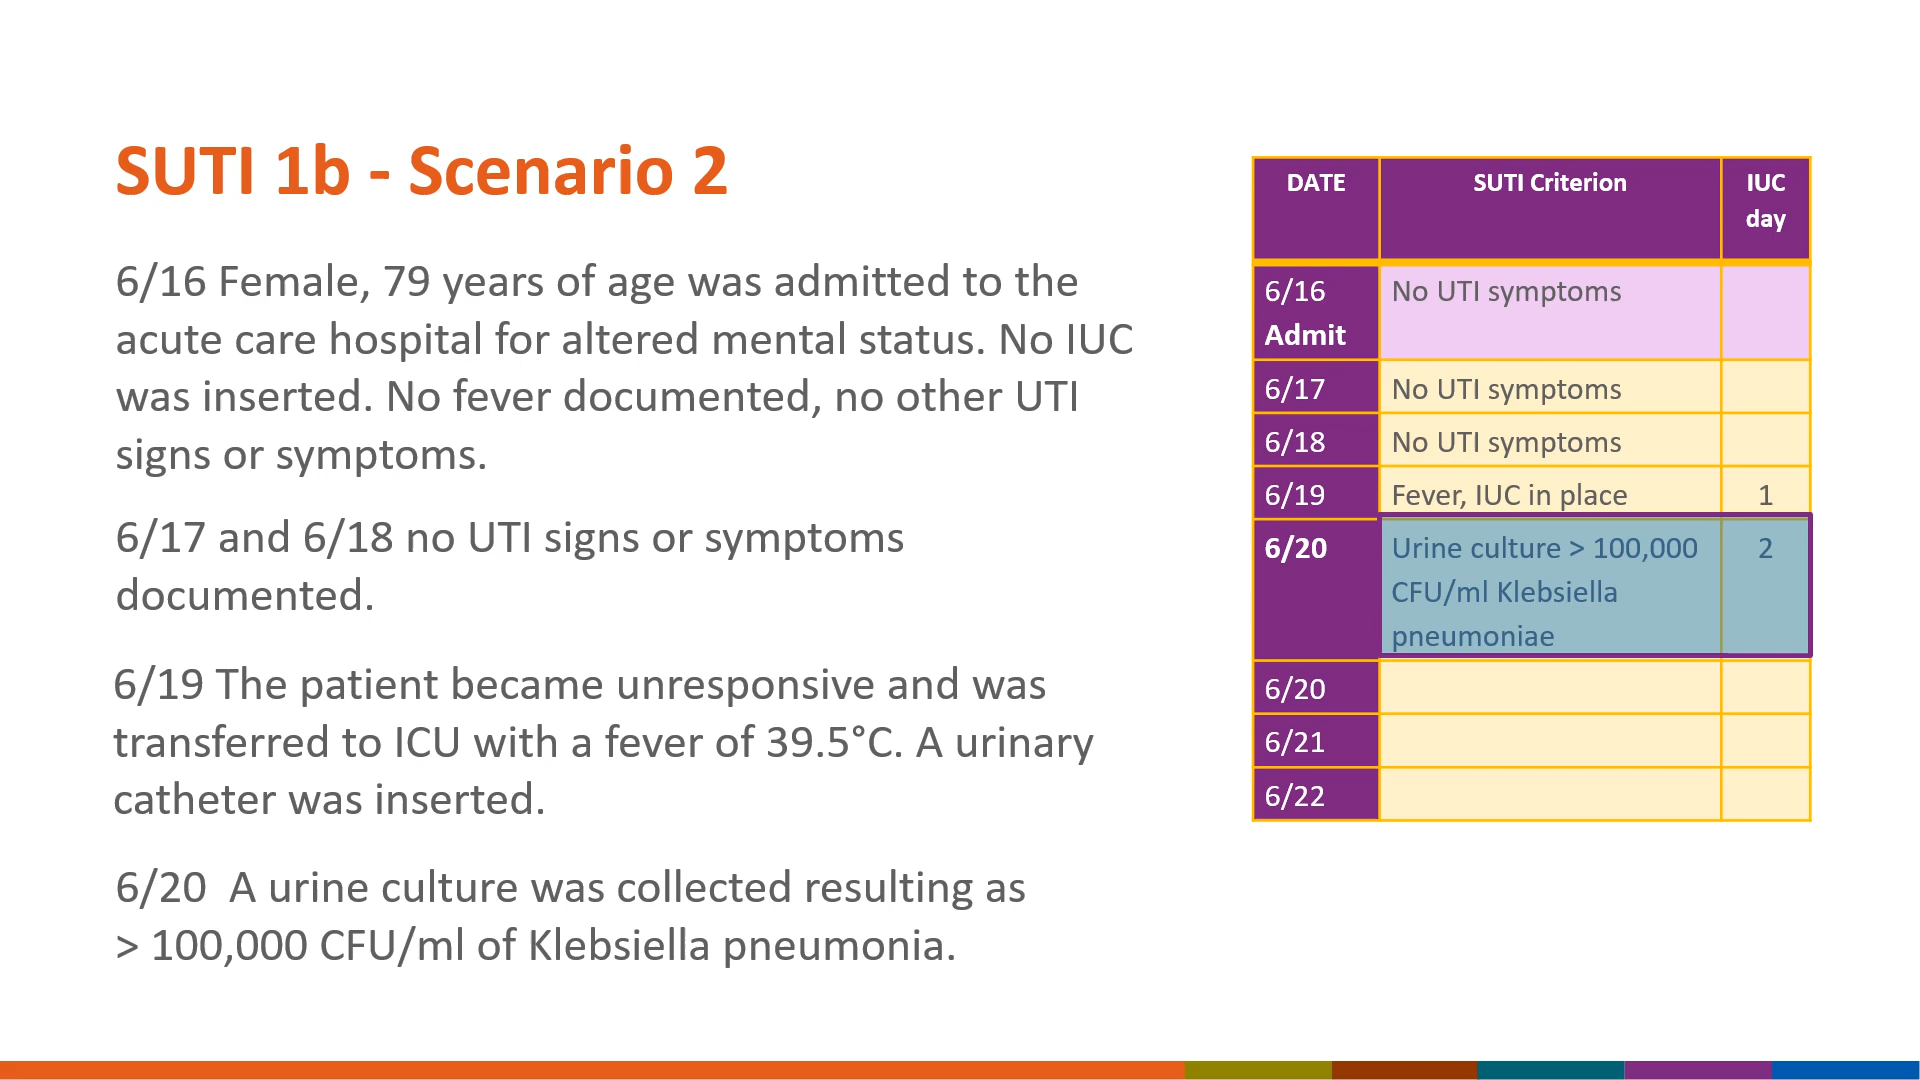 SUTI 1b - Scenario 2
6/16 Female, 79 years of age was admitted to the
acute care hospital for altered mental status. No IUC
was inserted. No fever documented, no other UTI
signs or symptoms.
6/17 and 6/18 no UTI signs or symptoms
documented.
6/19 The patient became unresponsive and was
transferred to ICU with a fever of 39.5°C. A urinary
catheter was inserted.
6/20  A urine culture was collected resulting as
> 100,000 CFU/ml of Klebsiella pneumonia.
DATE SUTI Criterion IUC
day
6/16 No UTI symptoms
Admit
6/17 No UTI symptoms
6/18 No UTI symptoms
6/19 Fever, IUC in place 1
6/20 Urine culture > 100,000 2
CFU/ml Klebsiella
pneumoniae
6/20
6/21
6/22